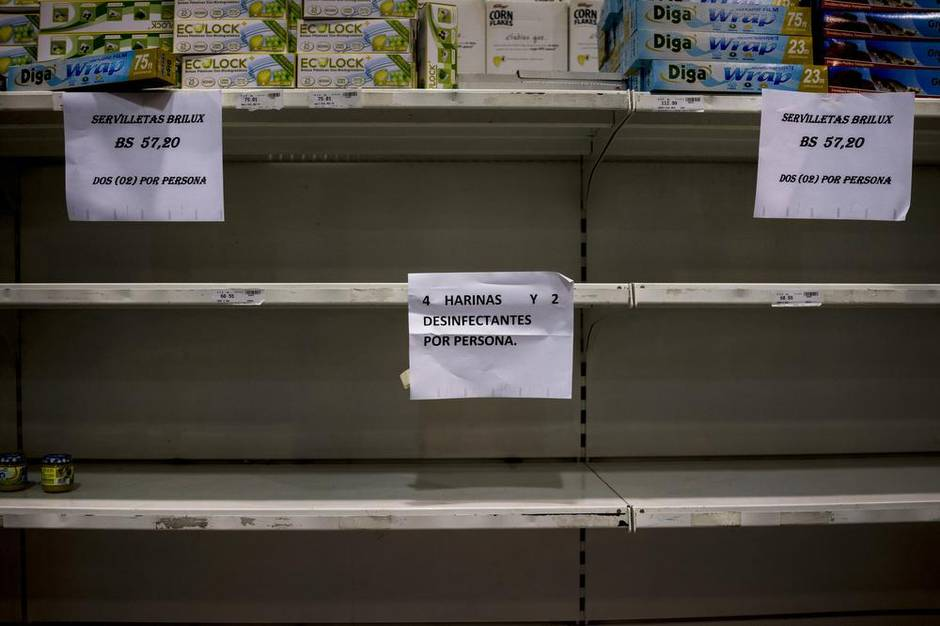 ECOLOCK
ECOLOCK
ECOLOCK
ECOLOCK
Diga Wrap 75
Kellogg's
CORN FLAKES
CORN FLAKES
Diga Wrap 75
Diga Wrap 23
Diga Wrap 23
SERVILLETAS BRILUX
BS 57,20
DOS (02) POR PERSONA
SERVILLETAS BRILUX
BS 57,20
DOS (02) POR PERSONA
4 HARINAS Y 2
DESINFECTANTES
POR PERSONA.